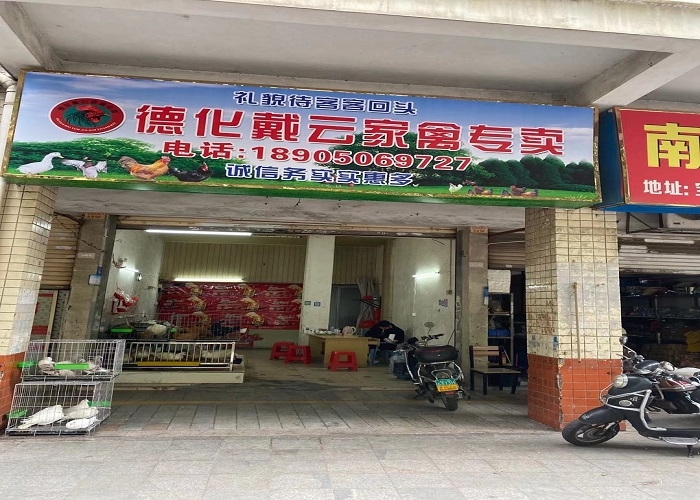 礼貌待客客回头
德化戴云家禽专卖
电话:18905069727
诚信务实实惠多
南
地址: